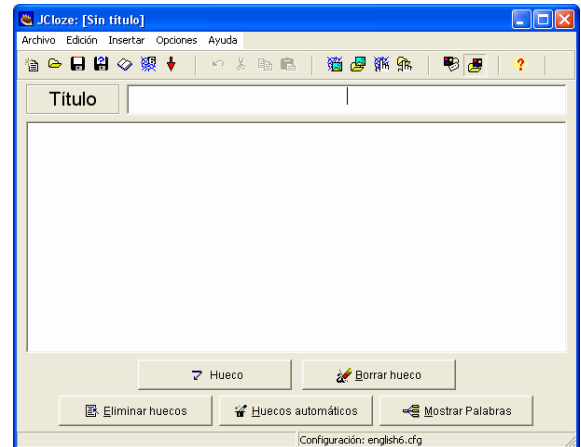 JCloze: [Sin título]
Archivo Edición Insertar Opciones Ayuda
Título
Hueco
Borrar hueco
Eliminar huecos
Huecos automáticos
Mostrar Palabras
Configuración: english6.cfg